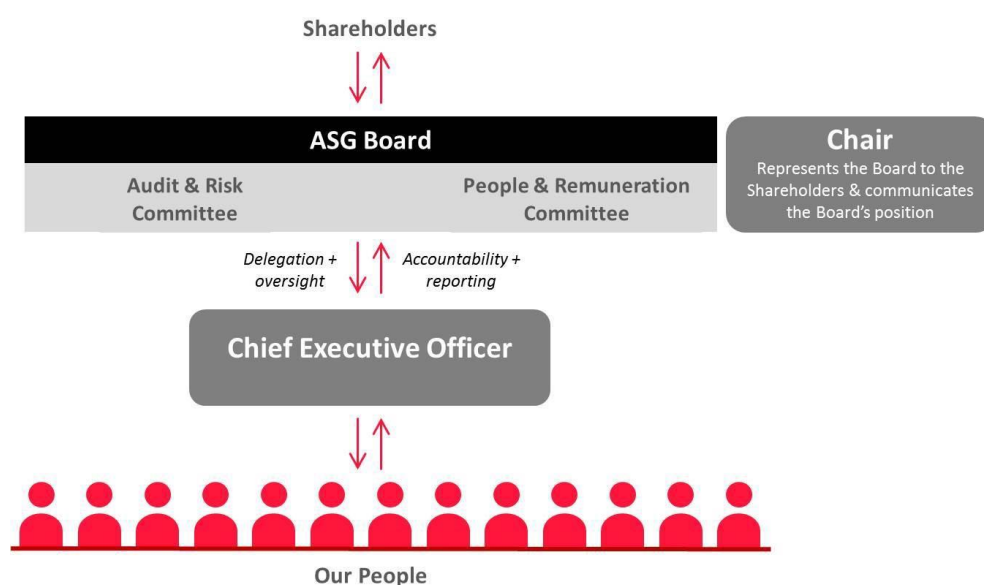 Shareholders
ASG Board
Chair
Represents the Board to the
Shareholders & communicates
the Board's position
Audit & Risk
Committee
People & Remuneration
Committee
Delegation +
oversight
Accountability +
reporting
Chief Executive Officer
Our People